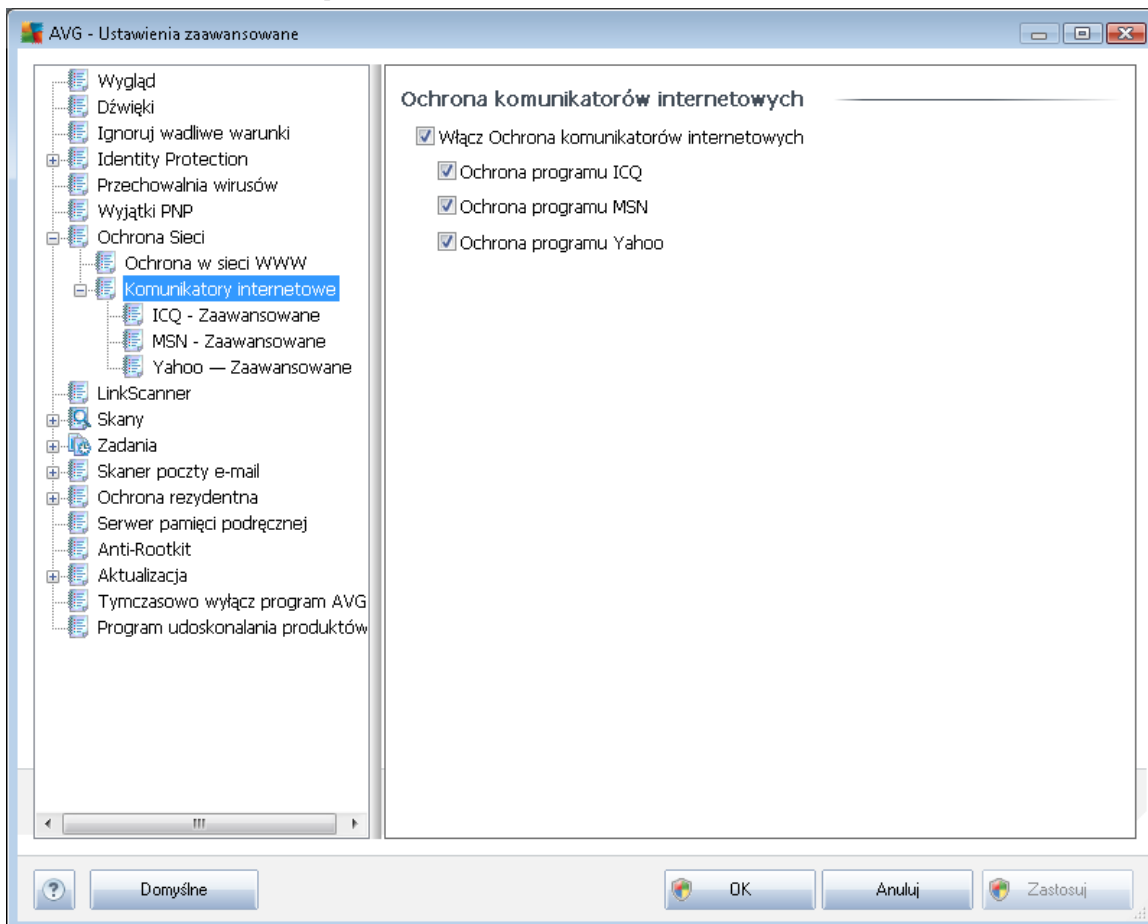 AVG - Ustawienia zaawansowane
Wygląd
Dźwięki
Ignoruj wadliwe warunki
Identity Protection
Przechowalnia wirusów
Wyjątki PNP
Ochrona Sieci
Ochrona w sieci WWW
Komunikatory internetowe
ICQ - Zaawansowane
MSN - Zaawansowane
Yahoo — Zaawansowane
LinkScanner
Skany
Zadania
Skaner poczty e-mail
Ochrona rezydentna
Serwer pamięci podręcznej
Anti-Rootkit
Aktualizacja
Tymczasowo wyłącz program AVG
Program udoskonalania produktów
Ochrona komunikatorów internetowych
Włącz Ochrona komunikatorów internetowych
Ochrona programu ICQ
Ochrona programu MSN
Ochrona programu Yahoo
? Domyślne OK Anuluj Zastosuj